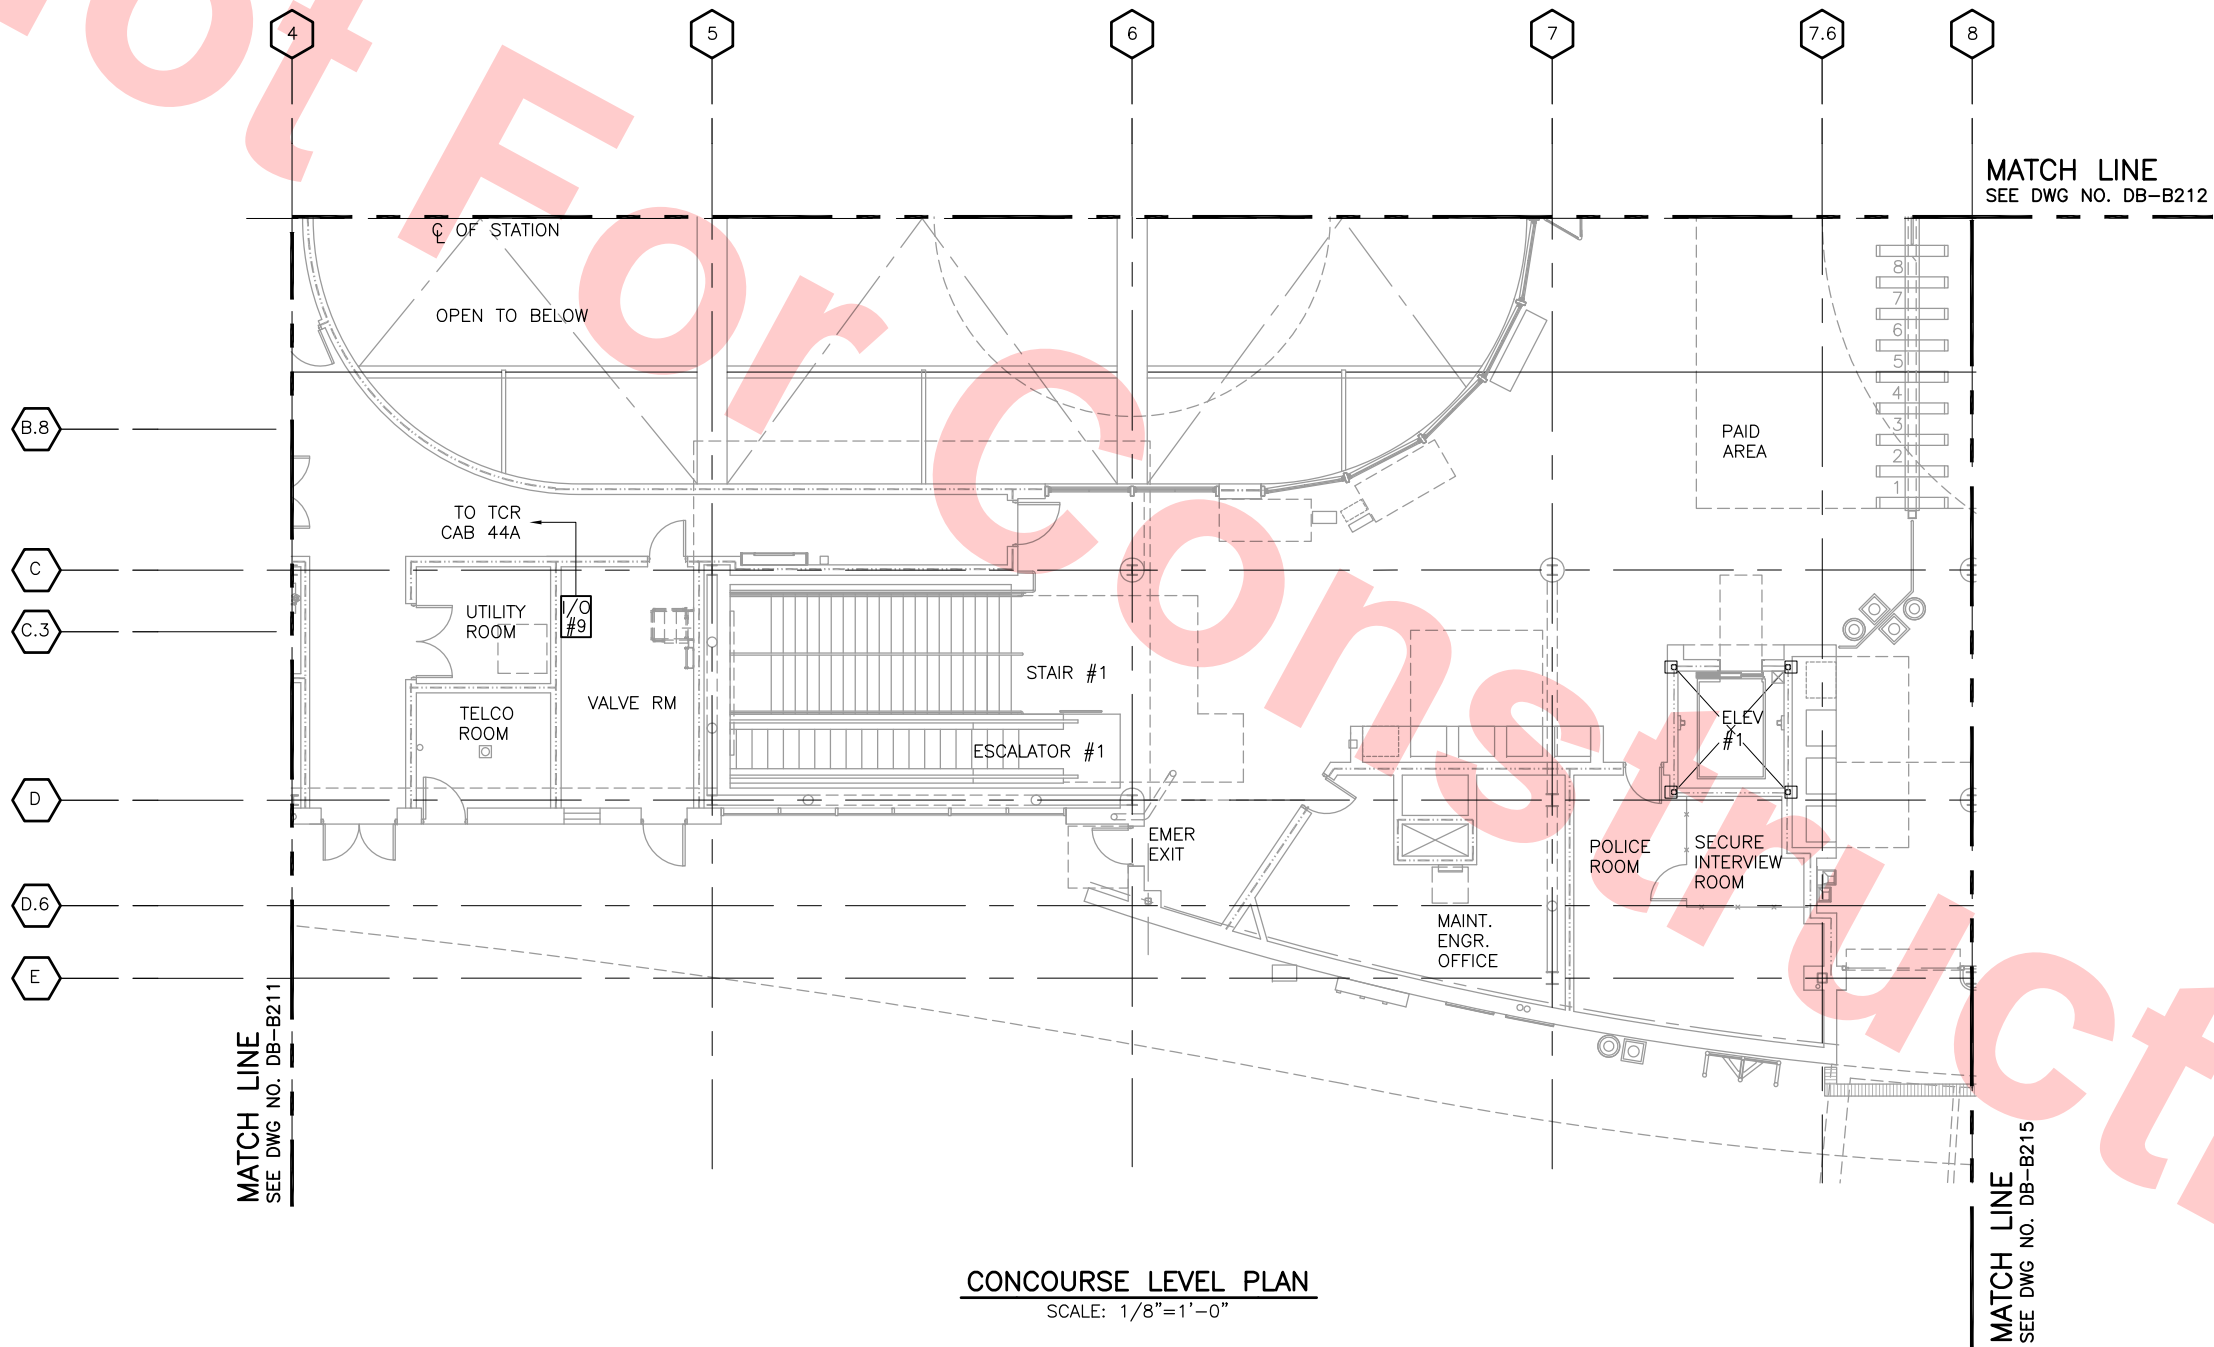 4
5
6
7
7.6
8
MATCH LINE
SEE DWG NO. DB-B212
℄ OF STATION
OPEN TO BELOW
8
7
6
5
4
3
2
1
B.8
PAID
AREA
TO TCR
CAB 44A
C
I/O
#9
UTILITY
ROOM
C.3
STAIR #1
VALVE RM
TELCO
ROOM
ELEV
#1
ESCALATOR #1
D
EMER
EXIT
POLICE
ROOM
SECURE
INTERVIEW
ROOM
D.6
MAINT.
ENGR.
OFFICE
E
MATCH LINE
SEE DWG NO. DB-B211
MATCH LINE
SEE DWG NO. DB-B215
CONCOURSE LEVEL PLAN
SCALE: 1/8"=1'-0"
For